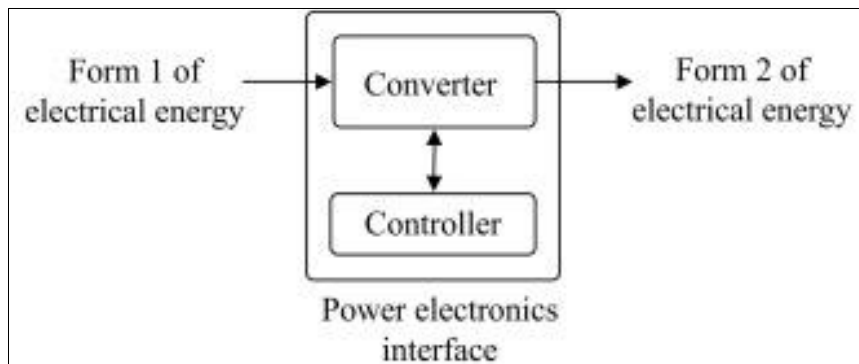 Form 1 of
electrical energy
Converter
Form 2 of
electrical energy
Controller
Power electronics
interface